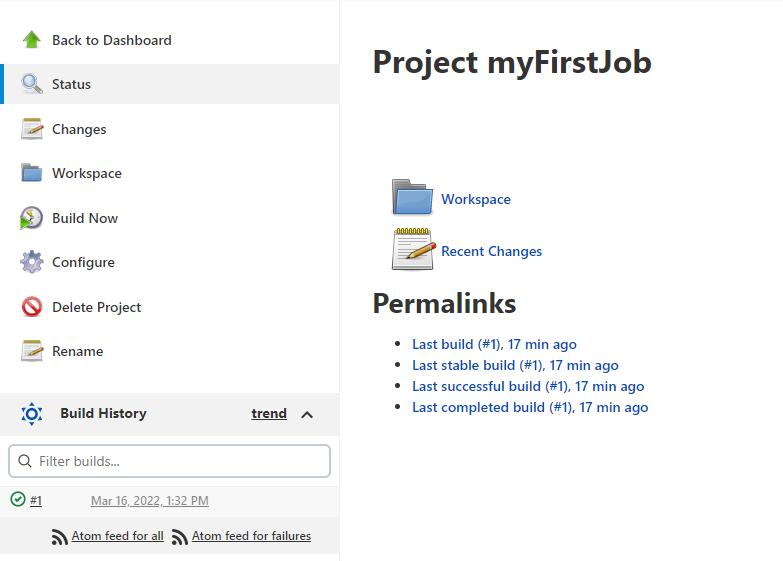 Back to Dashboard
Status
Changes
Workspace
Build Now
Configure
Delete Project
Rename
Build History trend
Filter builds...
#1 Mar 16, 2022, 1:32 PM
Atom feed for all Atom feed for failures
Project myFirstJob
Workspace
Recent Changes
Permalinks
Last build (#1), 17 min ago
Last stable build (#1), 17 min ago
Last successful build (#1), 17 min ago
Last completed build (#1), 17 min ago